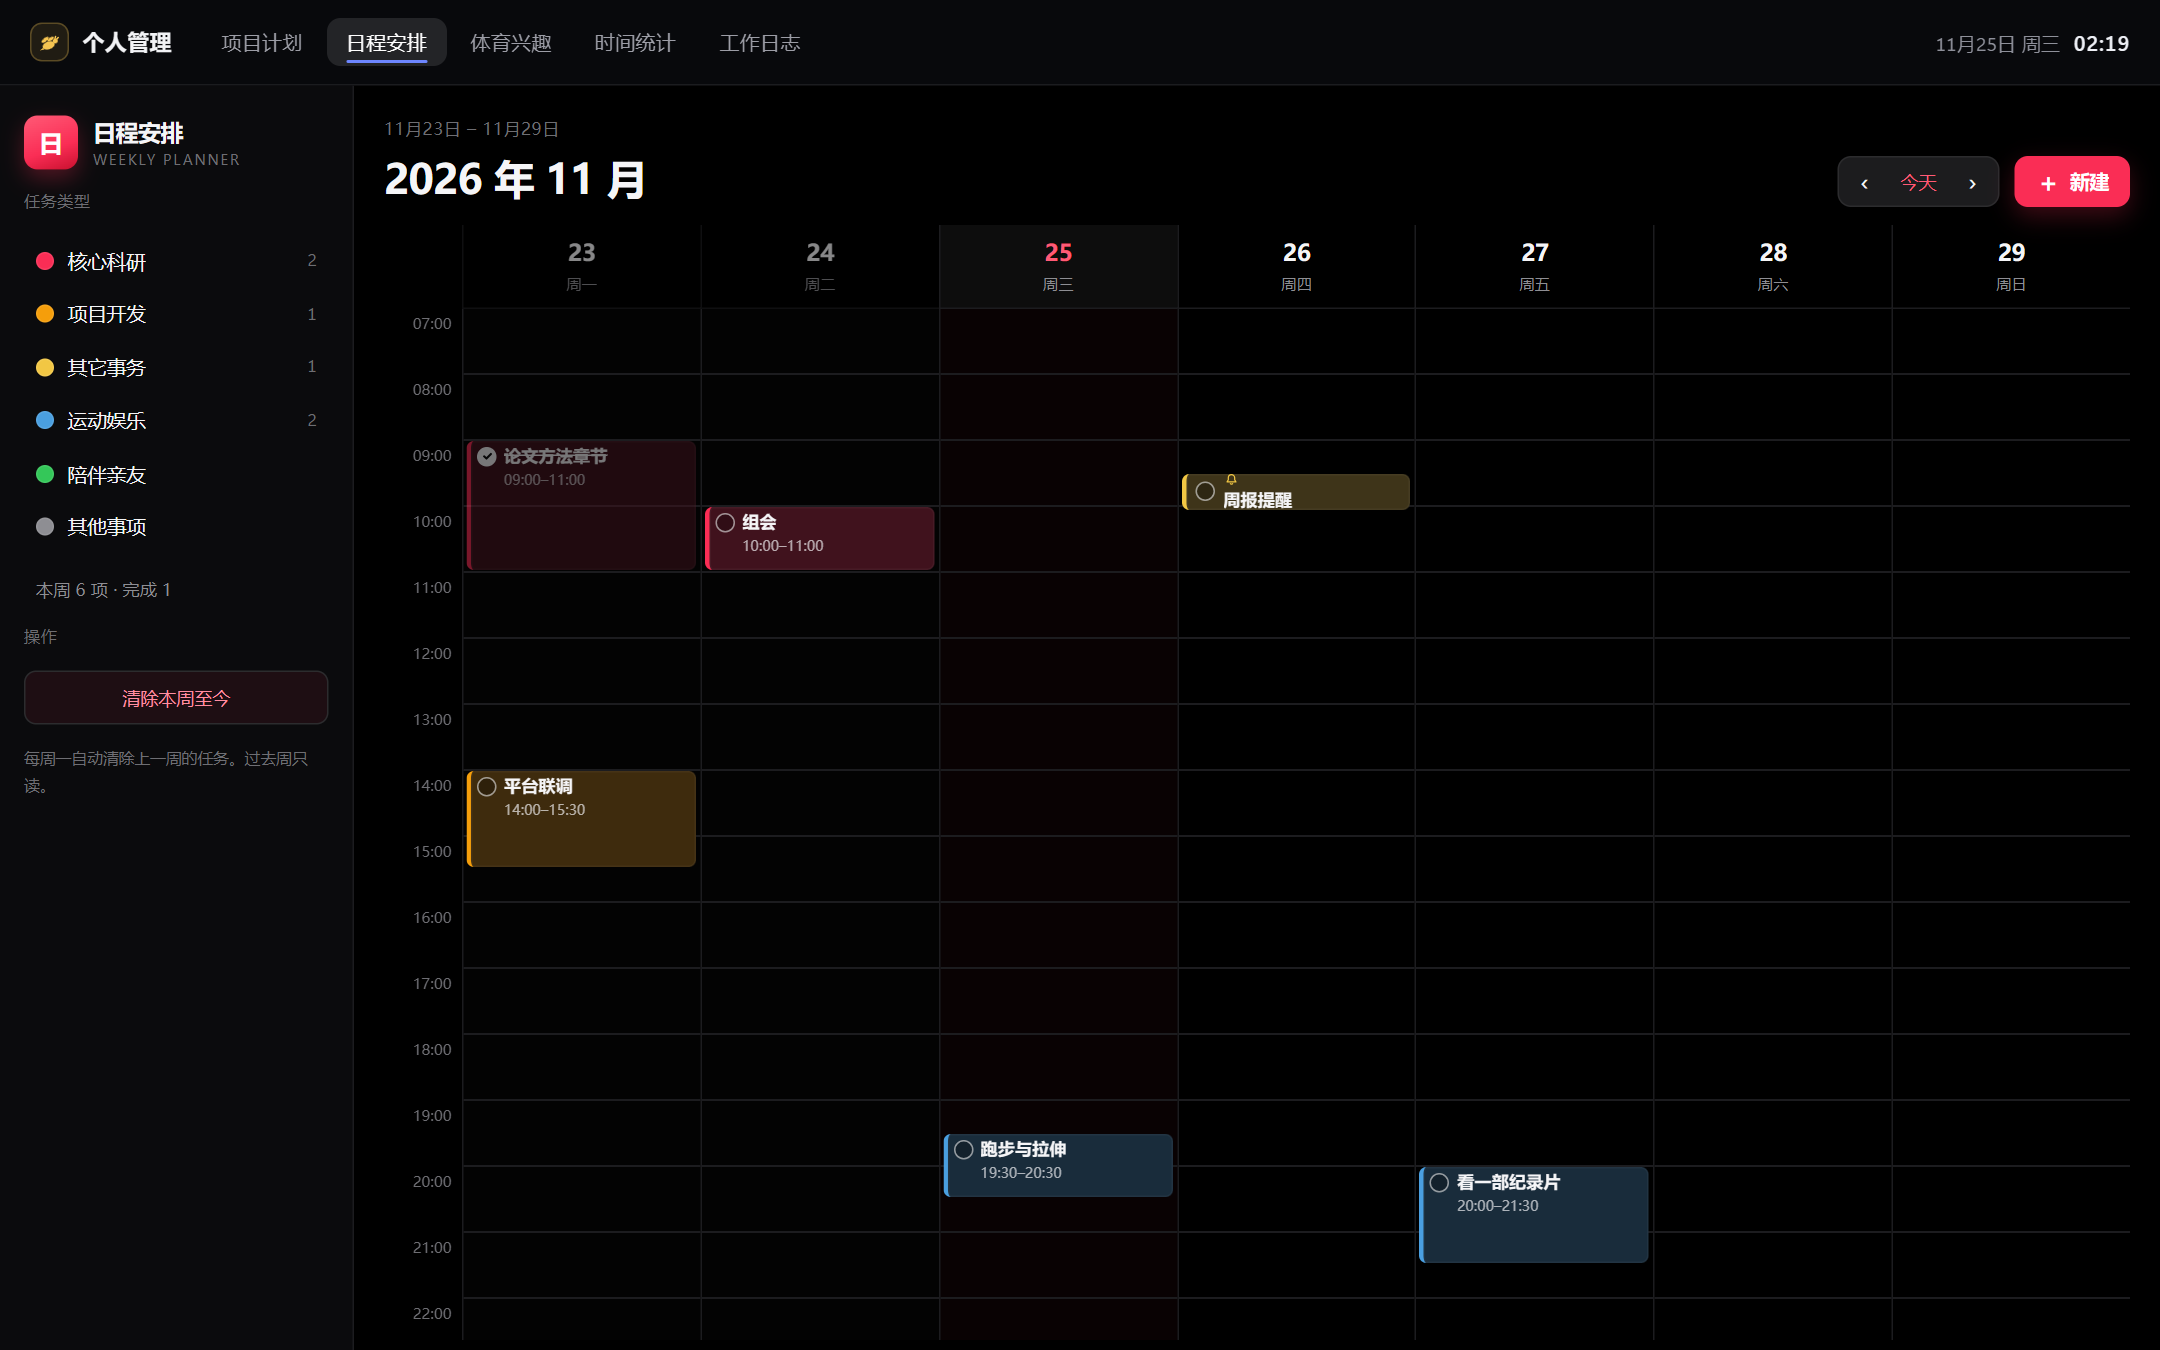 个人管理
项目计划
日程安排
体育兴趣
时间统计
工作日志
11月25日 周三 02:19
日
日程安排
WEEKLY PLANNER
任务类型
核心科研 2
项目开发 1
其它事务 1
运动娱乐 2
陪伴亲友
其他事项
本周 6 项 · 完成 1
操作
清除本周至今
每周一自动清除上一周的任务。过去周只
读。
11月23日 – 11月29日
2026 年 11 月
‹ 今天 ›
+ 新建
23 周一
24 周二
25 周三
26 周四
27 周五
28 周六
29 周日
07:00
08:00
09:00
10:00
11:00
12:00
13:00
14:00
15:00
16:00
17:00
18:00
19:00
20:00
21:00
22:00
论文方法章节
09:00–11:00
平台联调
14:00–15:30
组会
10:00–11:00
跑步与拉伸
19:30–20:30
周报提醒
看一部纪录片
20:00–21:30